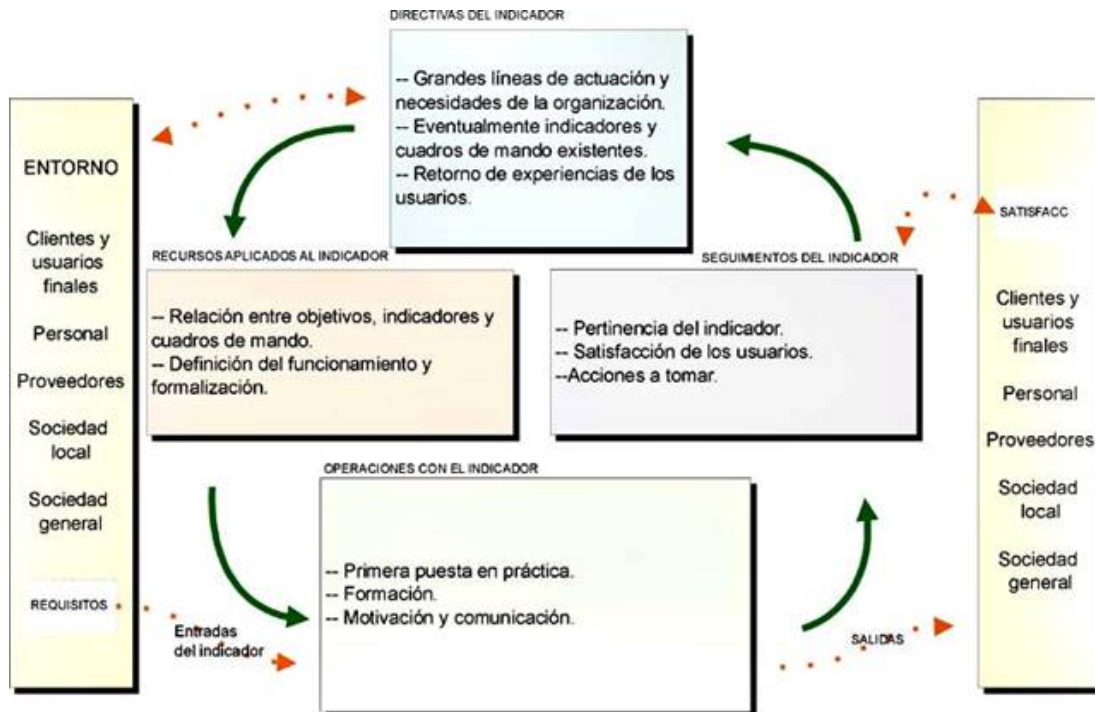 DIRECTIVAS DEL INDICADOR
-- Grandes líneas de actuación y
necesidades de la organización.
-- Eventualmente indicadores y
cuadros de mando existentes.
-- Retorno de experiencias de los
usuarios.
ENTORNO
Clientes y
usuarios
finales
Personal
Proveedores
Sociedad
local
Sociedad
general
REQUISITOS
RECURSOS APLICADOS AL INDICADOR
-- Relación entre objetivos, indicadores y
cuadros de mando.
-- Definición del funcionamiento y
formalización.
SEGUIMIENTOS DEL INDICADOR
-- Pertinencia del indicador.
-- Satisfacción de los usuarios.
--Acciones a tomar.
OPERACIONES CON EL INDICADOR
-- Primera puesta en práctica.
-- Formación.
-- Motivación y comunicación.
Entradas
del indicador
SALIDAS
SATISFACC
Clientes y
usuarios
finales
Personal
Proveedores
Sociedad
local
Sociedad
general